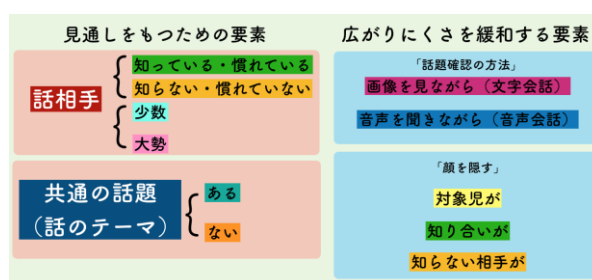 見通しをもつための要素
話相手
知っている・慣れている
知らない・慣れていない
少数
大勢
共通の話題
（話のテーマ）
ある
ない
広がりにくさを緩和する要素
「話題確認の方法」
画像を見ながら（文字会話）
音声を聞きながら（音声会話）
「顔を隠す」
対象児が
知り合いが
知らない相手が